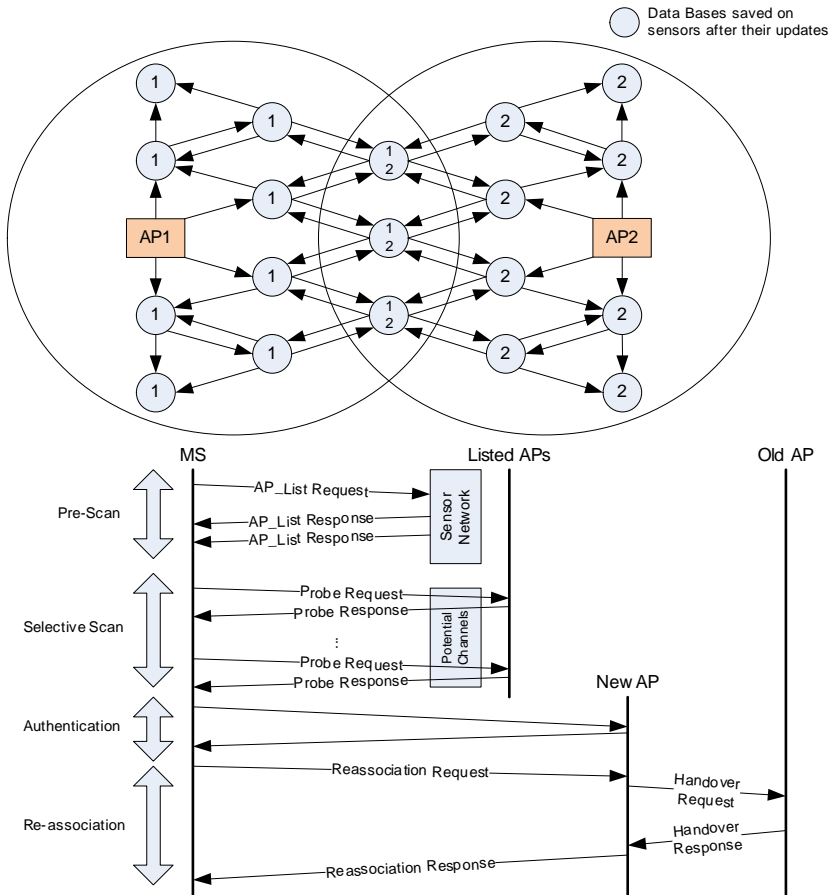 Data Bases saved on
sensors after their updates
1
2
1
2
1
2
1
2
1
2
1
2
AP1
1
2
AP2
1
2
1
2
1
2
1
2
1
2
1
2
MS
Listed APs
Old AP
Pre-Scan
AP_List Request
AP_List Response
AP_List Response
Sensor
Network
Selective Scan
Probe Request
Probe Response
...
Probe Request
Probe Response
Potential
Channels
New AP
Authentication
Re-association
Reassociation Request
Handover
Request
Handover
Response
Reassociation Response